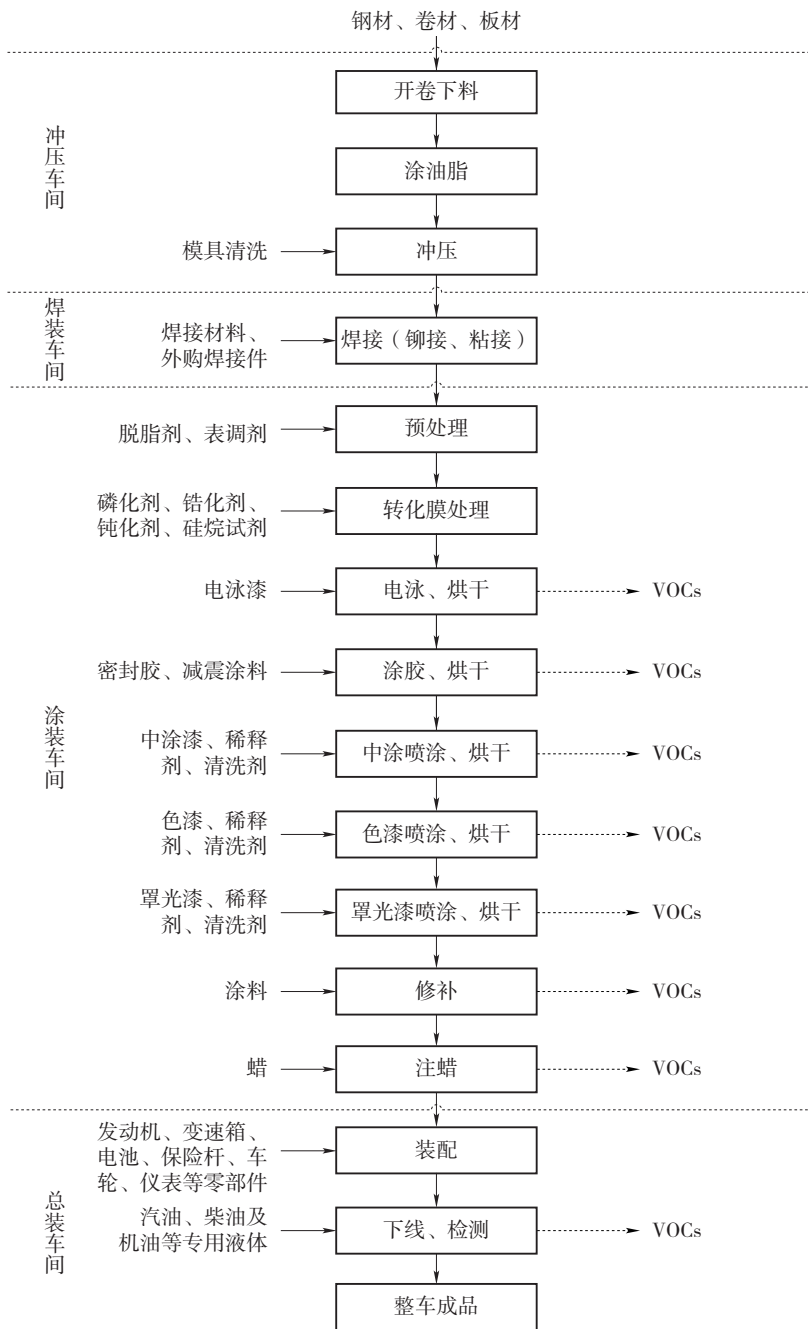 钢材、卷材、板材
冲压车间
开卷下料
涂油脂
模具清洗
冲压
焊装车间
焊接材料、
外购焊接件
焊接（铆接、粘接）
涂装车间
脱脂剂、表调剂
预处理
磷化剂、锆化剂、
钝化剂、硅烷试剂
转化膜处理
电泳漆
电泳、烘干
VOCs
密封胶、减震涂料
涂胶、烘干
VOCs
中涂漆、稀释
剂、清洗剂
中涂喷涂、烘干
VOCs
色漆、稀释
剂、清洗剂
色漆喷涂、烘干
VOCs
罩光漆、稀释
剂、清洗剂
罩光漆喷涂、烘干
VOCs
涂料
修补
VOCs
蜡
注蜡
VOCs
总装车间
发动机、变速箱、
电池、保险杆、车
轮、仪表等零部件
装配
汽油、柴油及
机油等专用液体
下线、检测
VOCs
整车成品